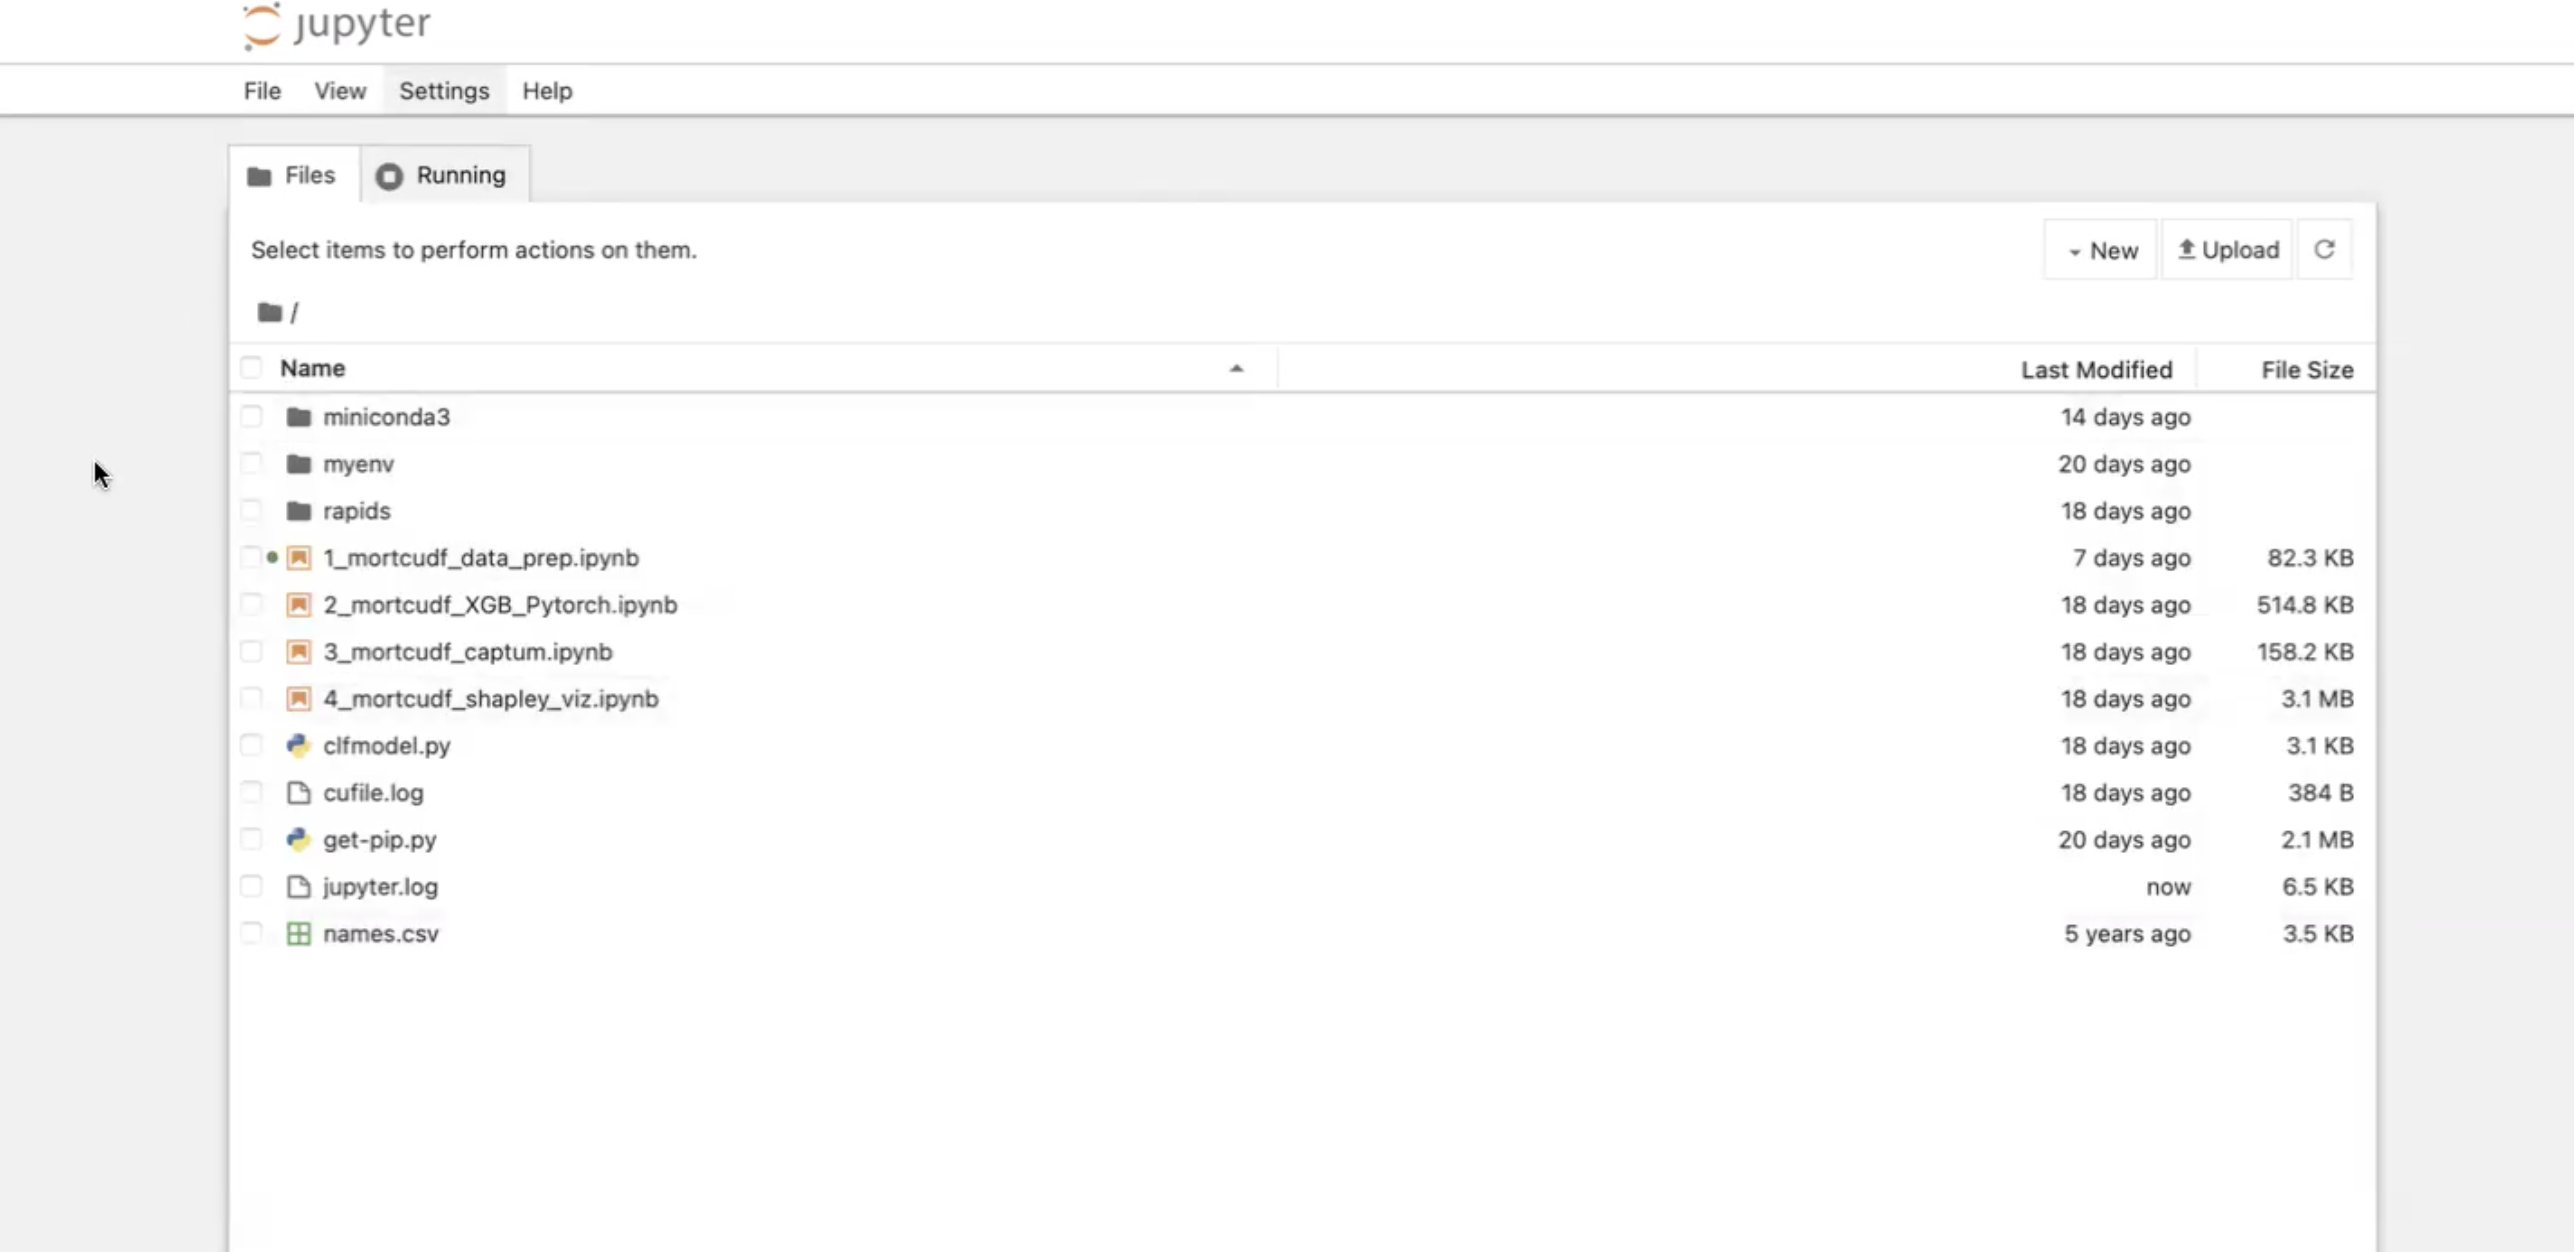 jupyter
File View Settings Help
Files Running
Select items to perform actions on them.
New Upload
/
Name Last Modified File Size
miniconda3 14 days ago
myenv 20 days ago
rapids 18 days ago
1_mortcudf_data_prep.ipynb 7 days ago 82.3 KB
2_mortcudf_XGB_Pytorch.ipynb 18 days ago 514.8 KB
3_mortcudf_captum.ipynb 18 days ago 158.2 KB
4_mortcudf_shapley_viz.ipynb 18 days ago 3.1 MB
clfmodel.py 18 days ago 3.1 KB
cufile.log 18 days ago 384 B
get-pip.py 20 days ago 2.1 MB
jupyter.log now 6.5 KB
names.csv 5 years ago 3.5 KB